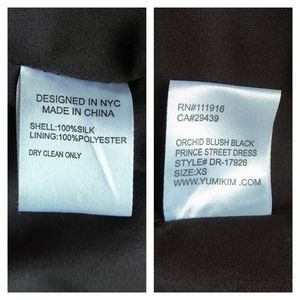 DESIGNED IN NYC
MADE IN CHINA
SHELL:100%SILK
LINING:100%POLYESTER
DRY CLEAN ONLY
RN#111916
CA#29439
ORCHID BLUSH BLACK
PRINCE STREET DRESS
STYLE# DR-17926
SIZE:XS
WWW.YUMIKIM.COM